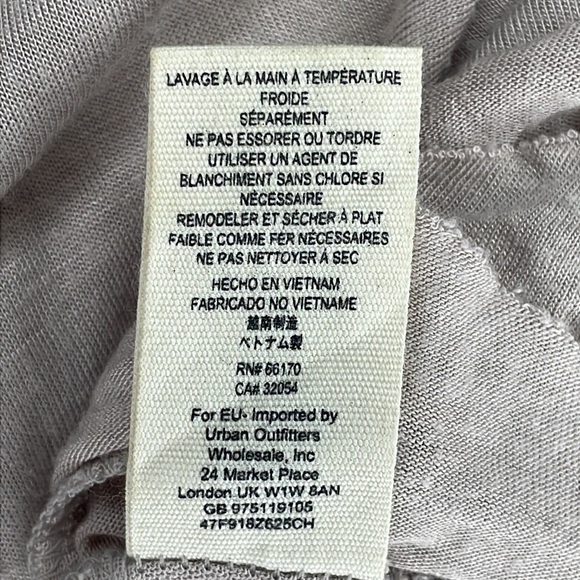 LAVAGE À LA MAIN À TEMPÉRATURE
FROIDE
SÉPARÉMENT
NE PAS ESSORER OU TORDRE
UTILISER UN AGENT DE
BLANCHIMENT SANS CHLORE SI
NÉCESSAIRE
REMODELER ET SÉCHER À PLAT
FAIBLE COMME FER NÉCESSAIRES
NE PAS NETTOYER À SEC
HECHO EN VIETNAM
FABRICADO NO VIETNAME
越南制造
ベトナム製
RN# 66170
CA# 32054
For EU- Imported by
Urban Outfitters
Wholesale, Inc
24 Market Place
London UK W1W 8AN
GB 975119105
47F918Z625CH